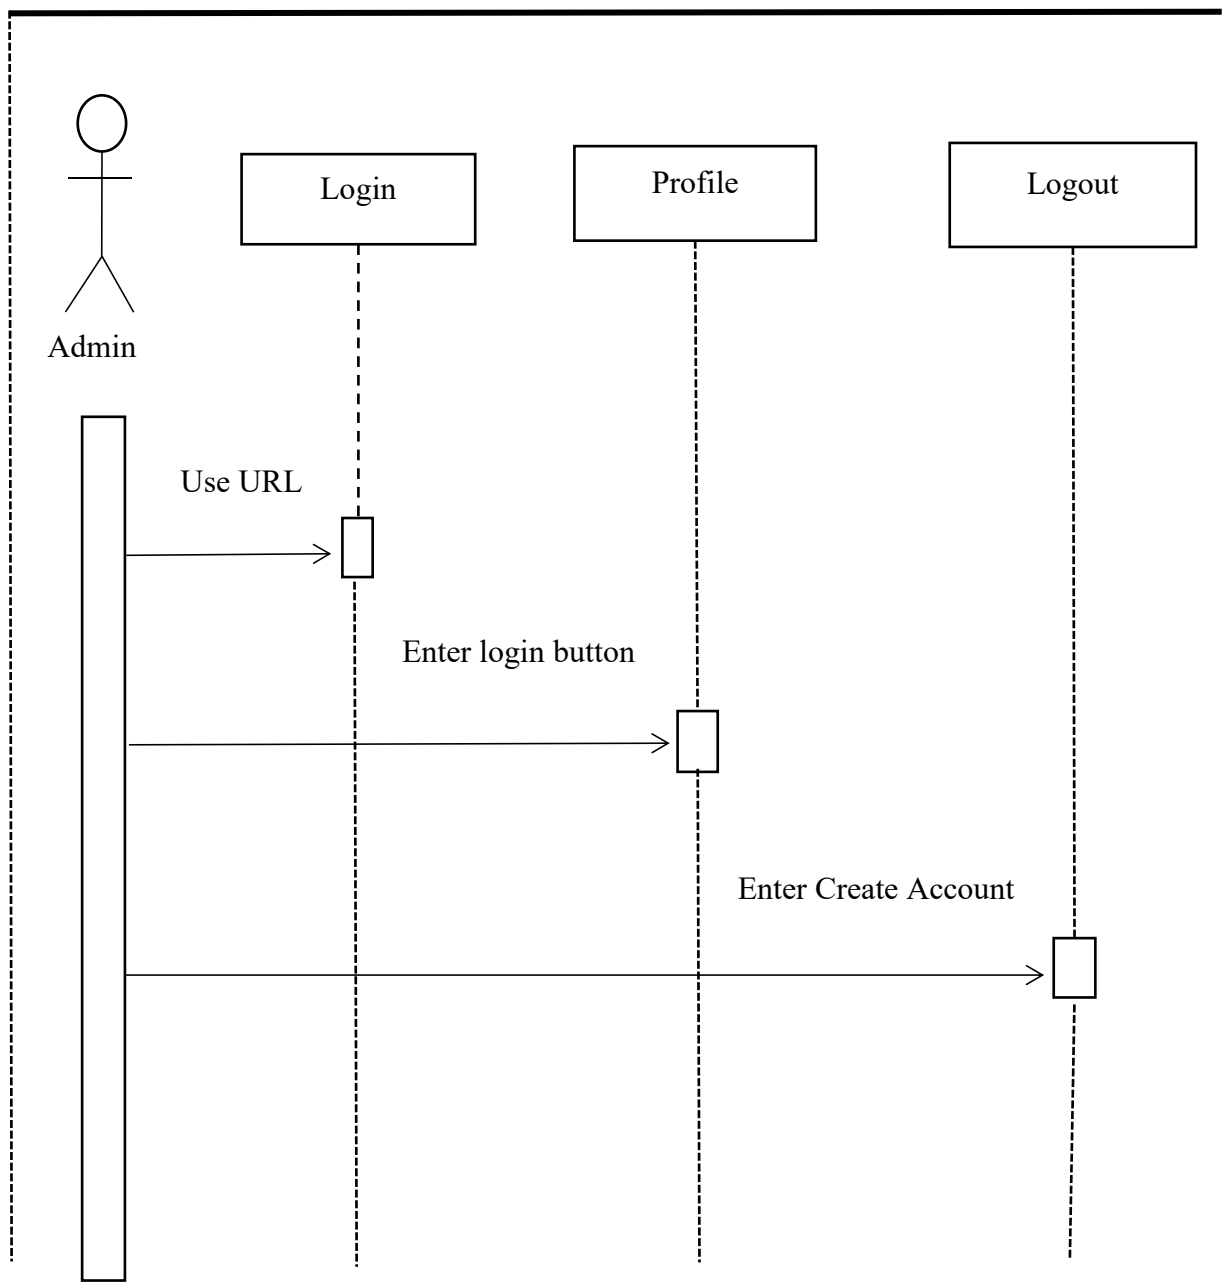 Login
Profile
Logout
Admin
Use URL
Enter login button
Enter Create Account